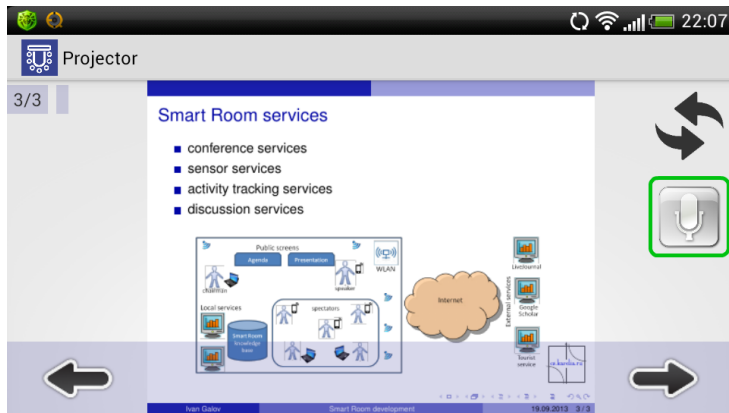 22:07
Projector
3/3
Smart Room services
conference services
sensor services
activity tracking services
discussion services
Public screens
Agenda
Presentation
WLAN
chairman
speaker
Local services
spectators
Smart Room
Knowledge
base
Internet
External services
LiveJournal
Google
Scholar
Tourist
service
Ivan Galov
Smart Room development
19.09.2013 3 / 3